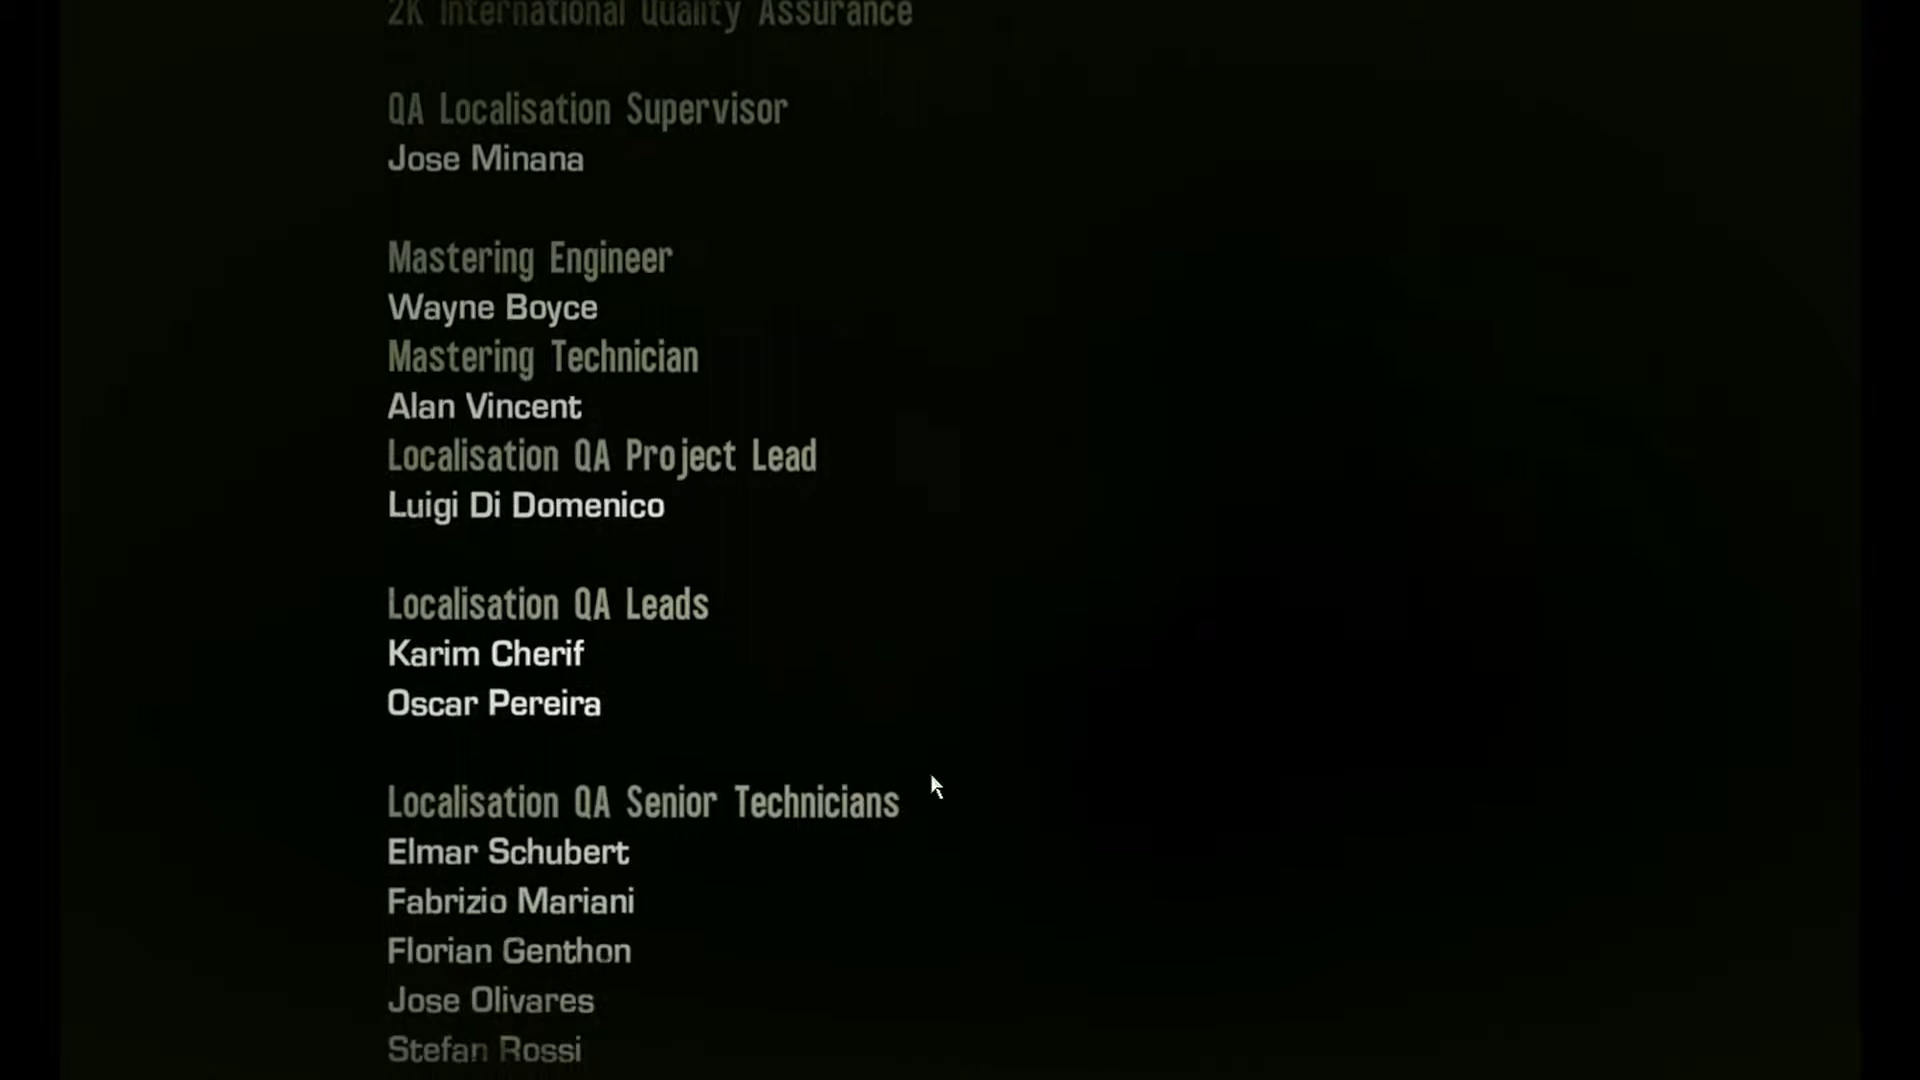 2K International Quality Assurance
QA Localisation Supervisor
Jose Minana
Mastering Engineer
Wayne Boyce
Mastering Technician
Alan Vincent
Localisation QA Project Lead
Luigi Di Domenico
Localisation QA Leads
Karim Cherif
Oscar Pereira
Localisation QA Senior Technicians
Elmar Schubert
Fabrizio Mariani
Florian Genthon
Jose Olivares
Stefan Rossi